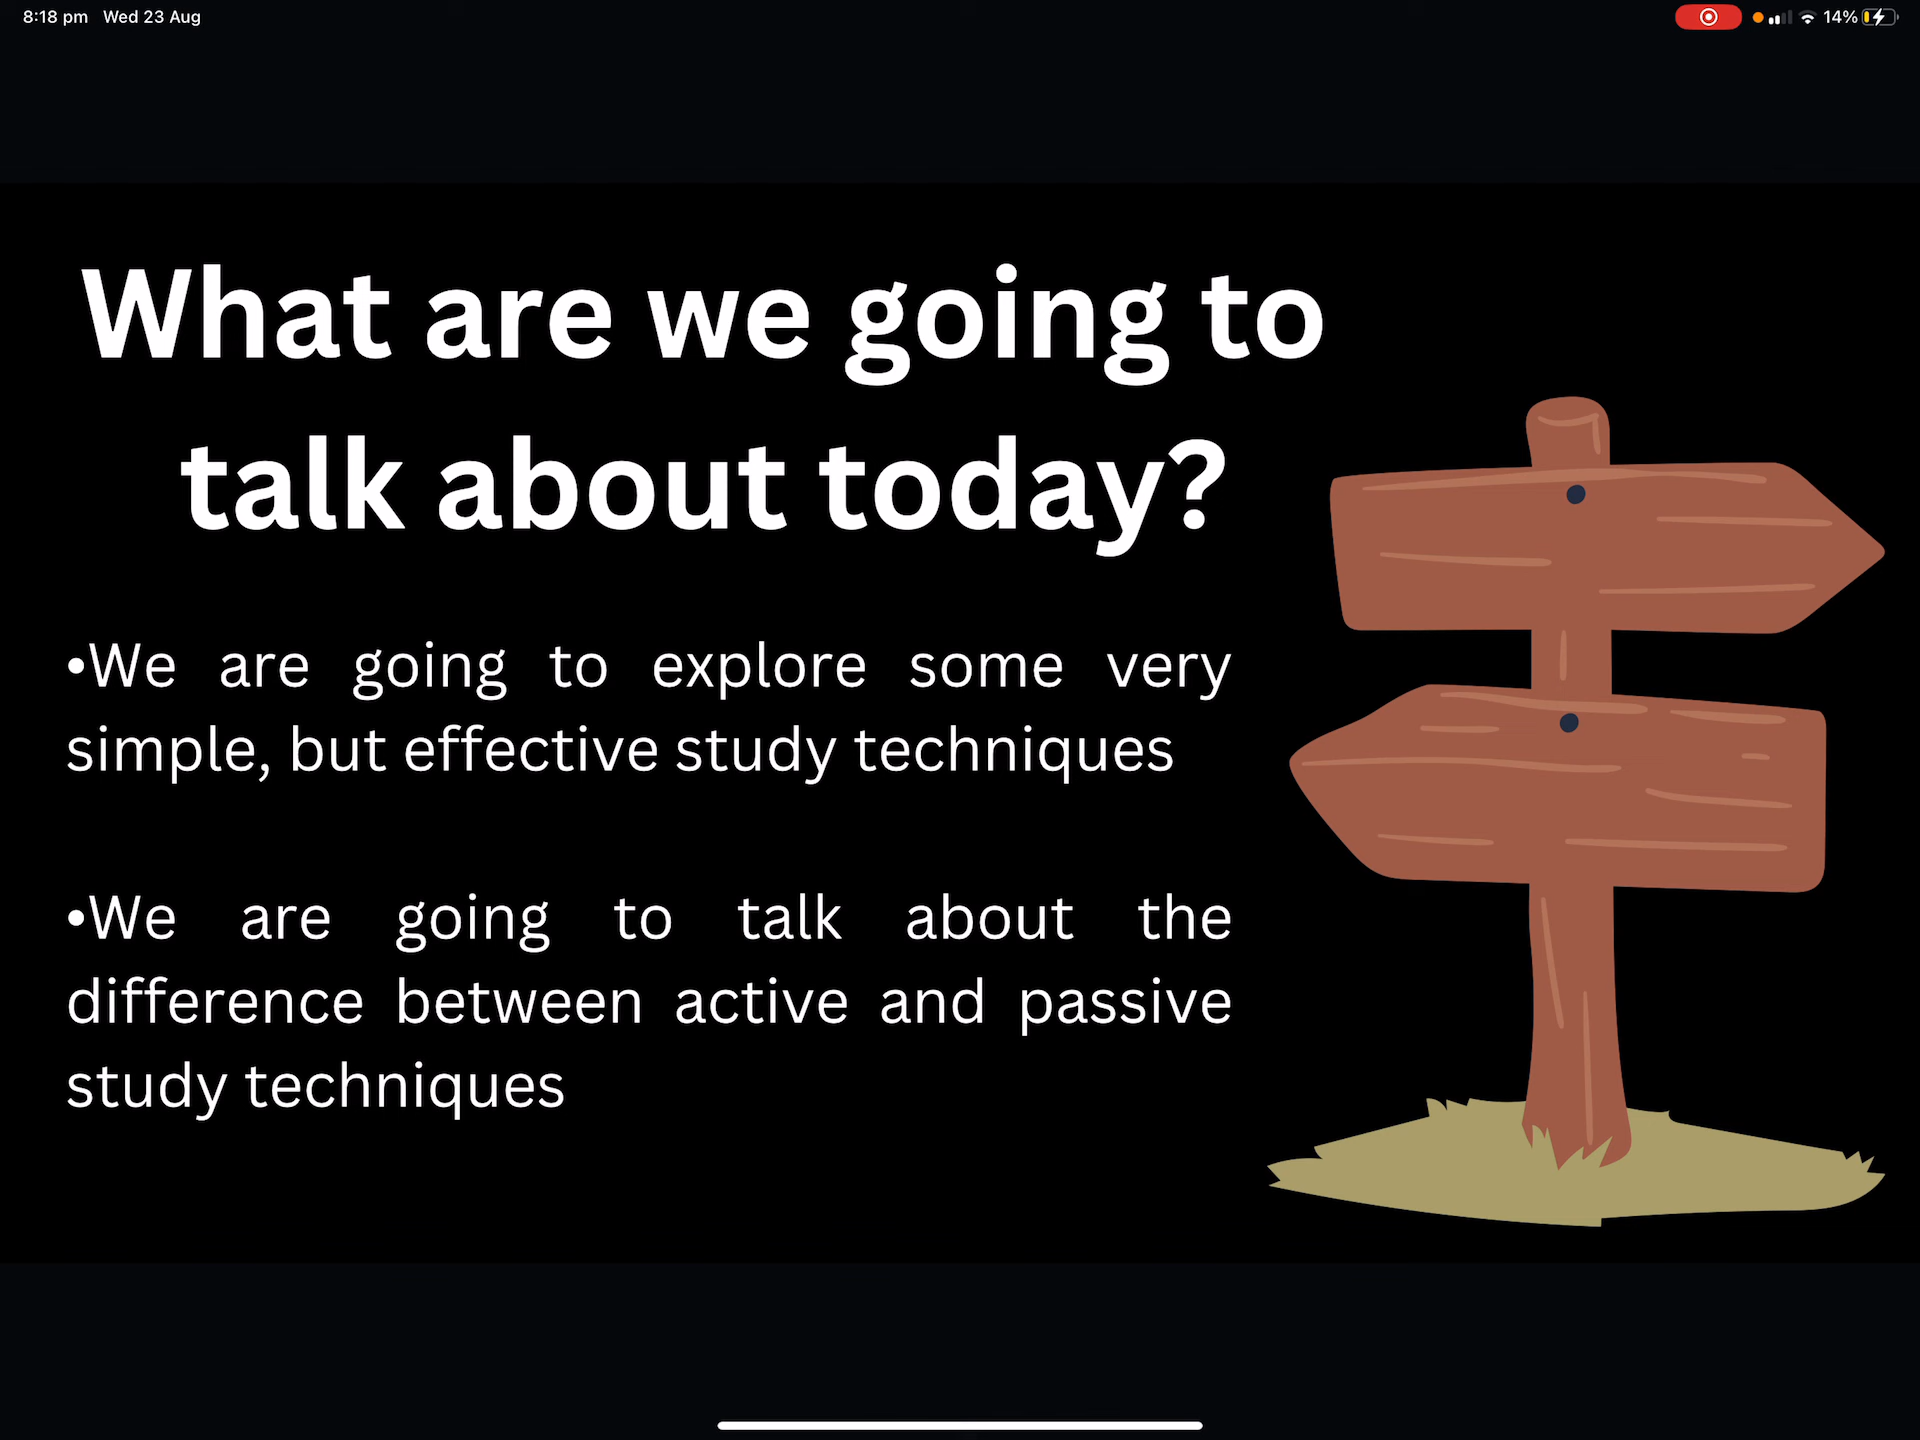 8:18 pm Wed 23 Aug
14%
What are we going to
talk about today?
•We are going to explore some very
simple, but effective study techniques
•We are going to talk about the
difference between active and passive
study techniques